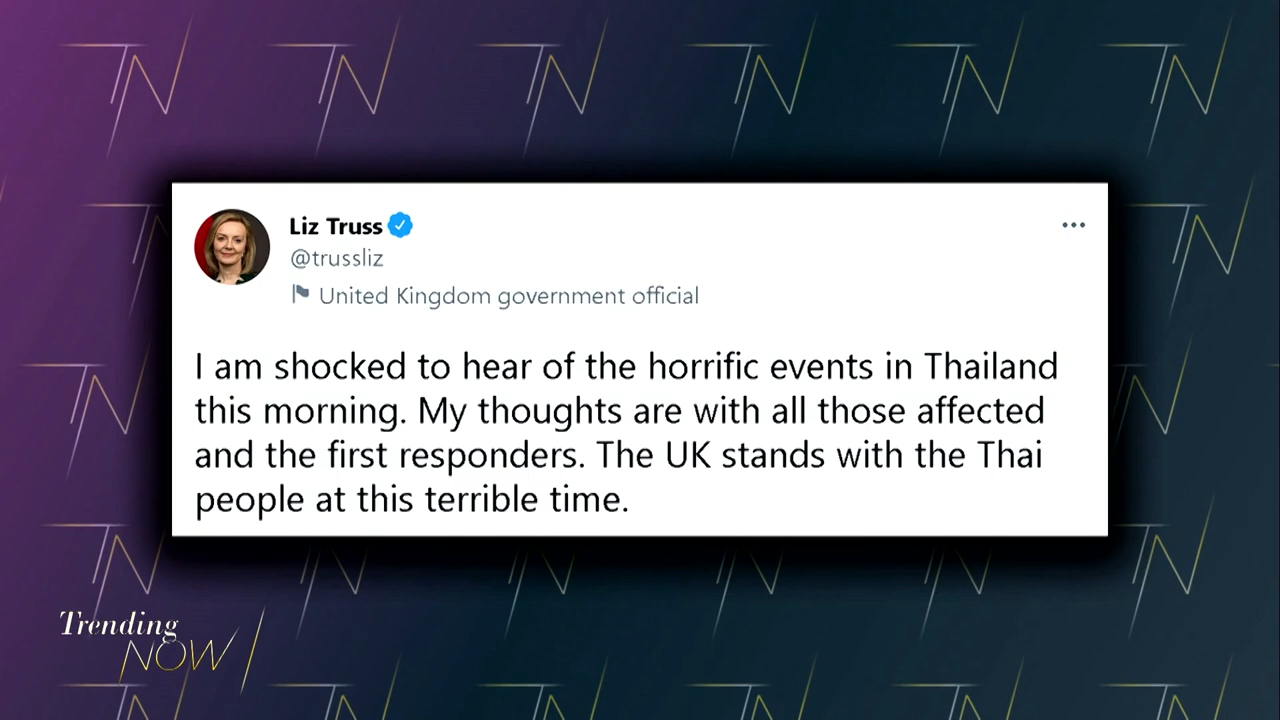 Liz Truss
@trussliz
United Kingdom government official
I am shocked to hear of the horrific events in Thailand
this morning. My thoughts are with all those affected
and the first responders. The UK stands with the Thai
people at this terrible time.
Trending
NOW